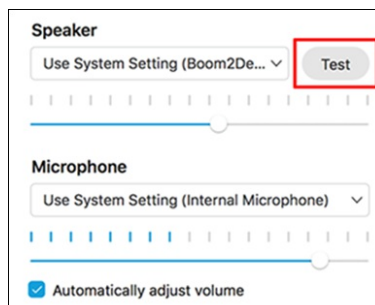 Speaker
Use System Setting (Boom2De... Test
Microphone
Use System Setting (Internal Microphone)
Automatically adjust volume